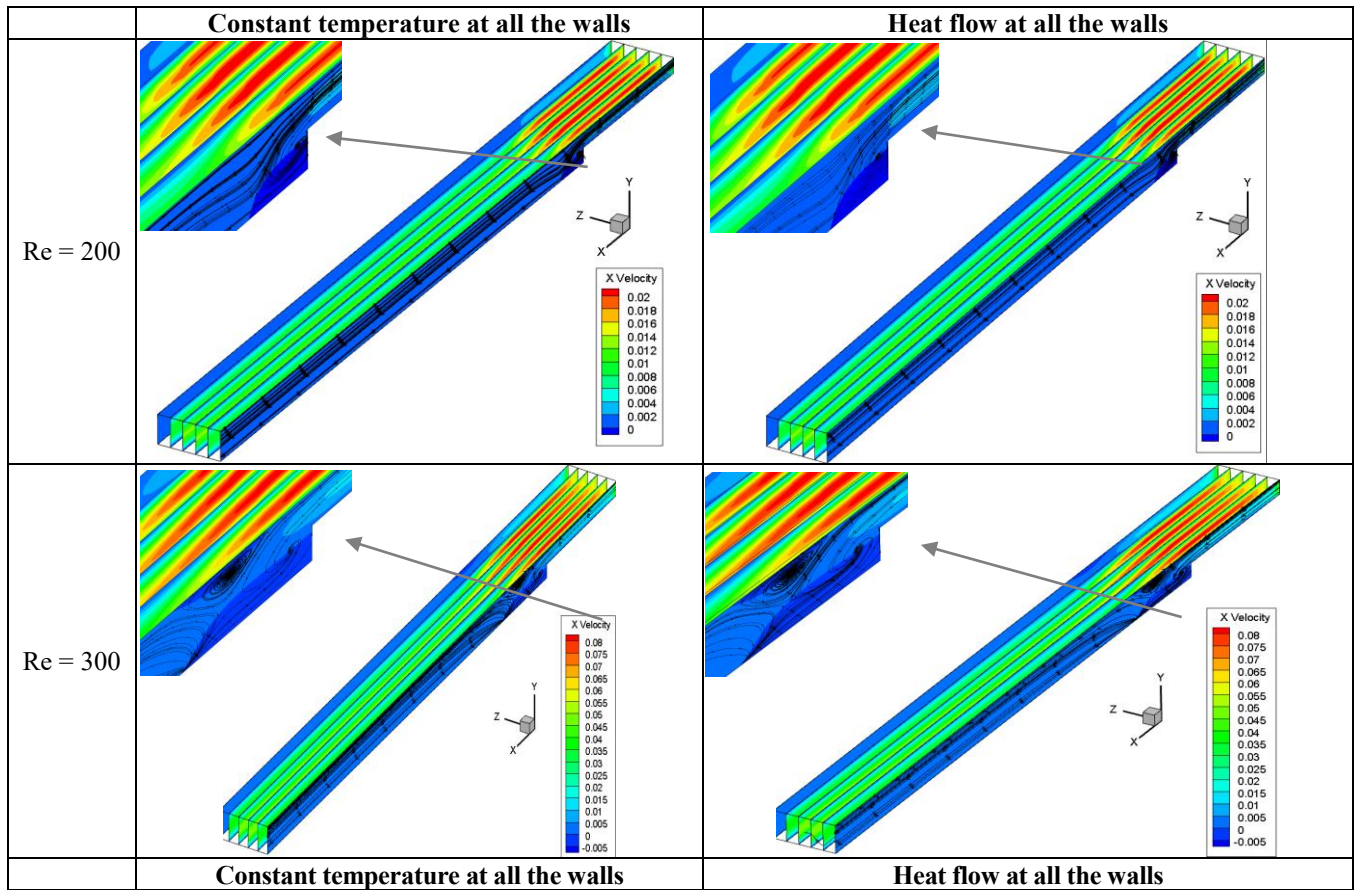 Constant temperature at all the walls
Heat flow at all the walls
Re = 200
Y
Z
X
X Velocity
0.02
0.018
0.016
0.014
0.012
0.01
0.008
0.006
0.004
0.002
0
Y
Z
X
X Velocity
0.02
0.018
0.016
0.014
0.012
0.01
0.008
0.006
0.004
0.002
0
Re = 300
Y
Z
X
X Velocity
0.08
0.075
0.07
0.065
0.06
0.055
0.05
0.045
0.04
0.035
0.03
0.025
0.02
0.015
0.01
0.005
0
-0.005
Y
Z
X
X Velocity
0.08
0.075
0.07
0.065
0.06
0.055
0.05
0.045
0.04
0.035
0.03
0.025
0.02
0.015
0.01
0.005
0
-0.005
Constant temperature at all the walls
Heat flow at all the walls